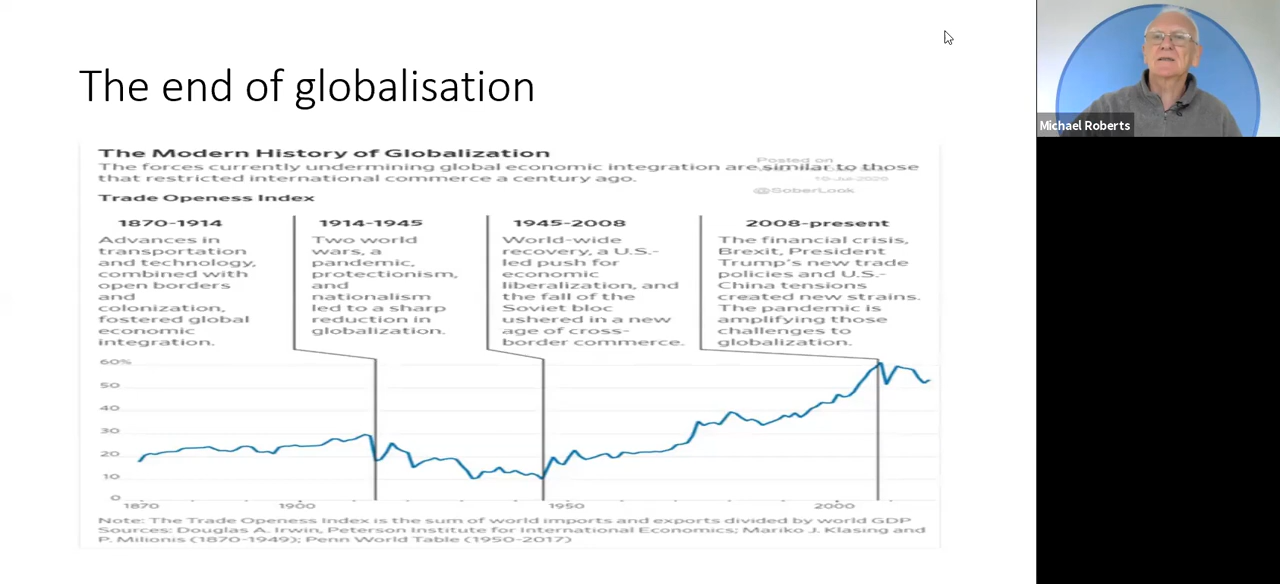 The end of globalisation
Michael Roberts
The Modern History of Globalization
The forces currently undermining global economic integration are similar to those
that restricted international commerce a century ago.
Posted on
10-Jul-2020
@SoberLook
Trade Openess Index
1870-1914
Advances in
transportation
and technology,
combined with
open borders
and
colonization,
fostered global
economic
integration.
1914-1945
Two world
wars, a
pandemic,
protectionism,
and
nationalism
led to a sharp
reduction in
globalization.
1945-2008
World-wide
recovery, a U.S.-
led push for
economic
liberalization, and
the fall of the
Soviet bloc
ushered in a new
age of cross-
border commerce.
2008-present
The financial crisis,
Brexit, President
Trump's new trade
policies and U.S.-
China tensions
created new strains.
The pandemic is
amplifying those
challenges to
globalization.
60%
50
40
30
20
10
0
1870
1900
1950
2000
Note: The Trade Openess Index is the sum of world imports and exports divided by world GDP
Sources: Douglas A. Irwin, Peterson Institute for International Economics; Mariko J. Klasing and
P. Milionis (1870-1949); Penn World Table (1950-2017)